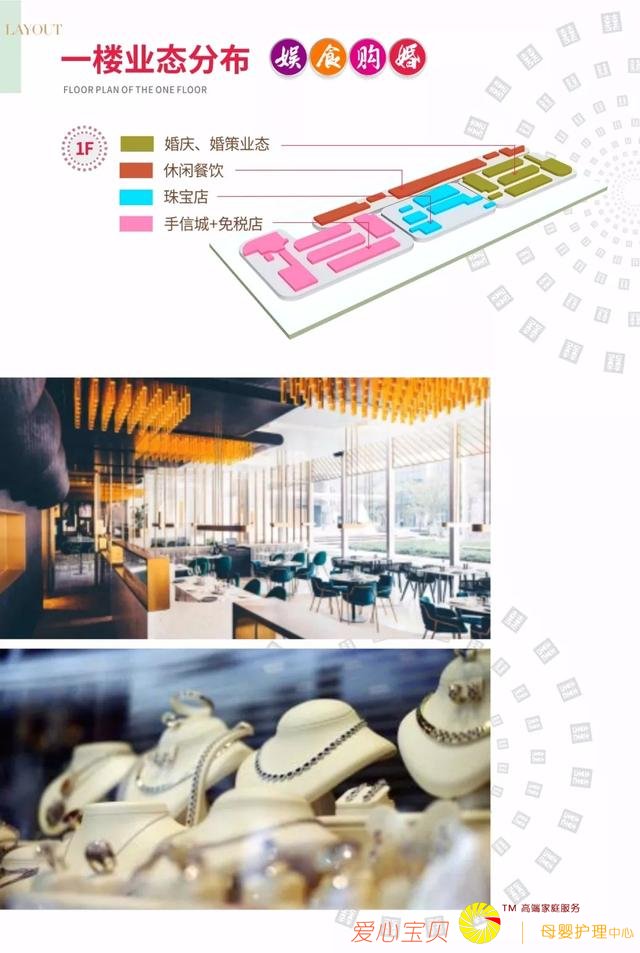 LAYOUT
一楼业态分布 娱 食 购 婚
FLOOR PLAN OF THE ONE FLOOR
1F
婚庆、婚策业态
休闲餐饮
珠宝店
手信城+免税店
TM 高端家庭服务
爱心宝贝
母婴护理中心